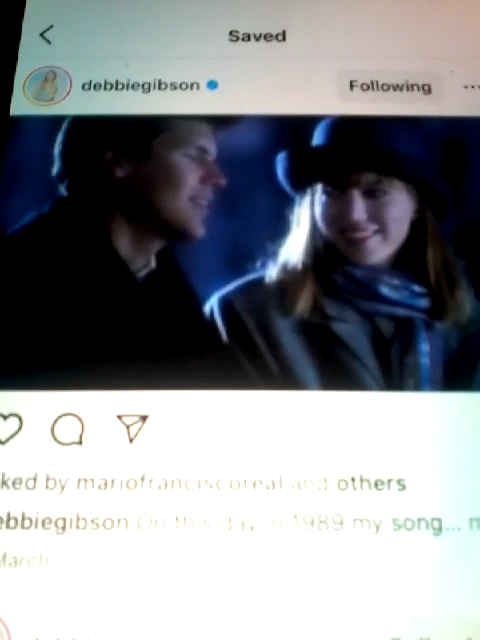 Saved
debbiegibson
Following ...
ked by mariofranciscoreal and others
ebbiegibson On this day in 1989 my song...
March